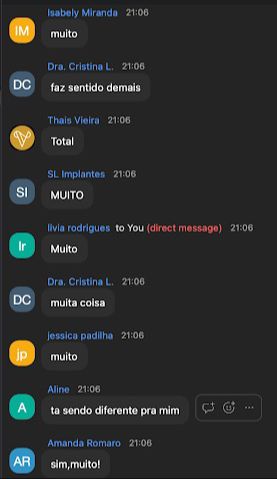 Isabely Miranda 21:06
IM
muito
Dra. Cristina L. 21:06
DC
faz sentido demais
Thais Vieira 21:06
Total
SL Implantes 21:06
SI
MUITO
livia rodrigues to You (direct message) 21:06
lr
Muito
Dra. Cristina L. 21:06
DC
muita coisa
jessica padilha 21:06
jp
muito
Aline 21:06
A
ta sendo diferente pra mim
Amanda Romaro 21:06
AR
sim,muito!